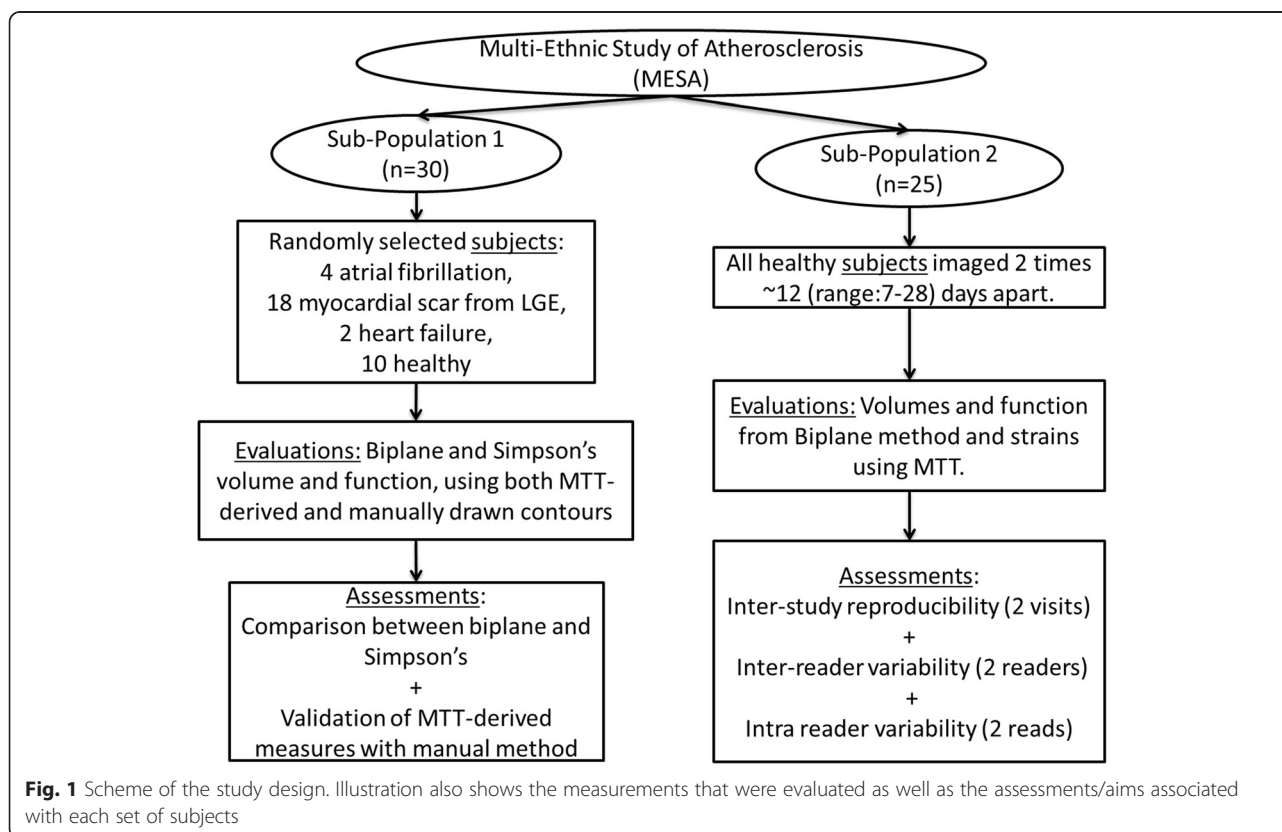 Multi-Ethnic Study of Atherosclerosis
(MESA)
Sub-Population 1
(n=30)
Randomly selected subjects:
4 atrial fibrillation,
18 myocardial scar from LGE,
2 heart failure,
10 healthy
Evaluations: Biplane and Simpson's
volume and function, using both MTT-
derived and manually drawn contours
Assessments:
Comparison between biplane and
Simpson's
+
Validation of MTT-derived
measures with manual method
Sub-Population 2
(n=25)
All healthy subjects imaged 2 times
~12 (range:7-28) days apart.
Evaluations: Volumes and function
from Biplane method and strains
using MTT.
Assessments:
Inter-study reproducibility (2 visits)
+
Inter-reader variability (2 readers)
+
Intra reader variability (2 reads)
Fig. 1 Scheme of the study design. Illustration also shows the measurements that were evaluated as well as the assessments/aims associated
with each set of subjects